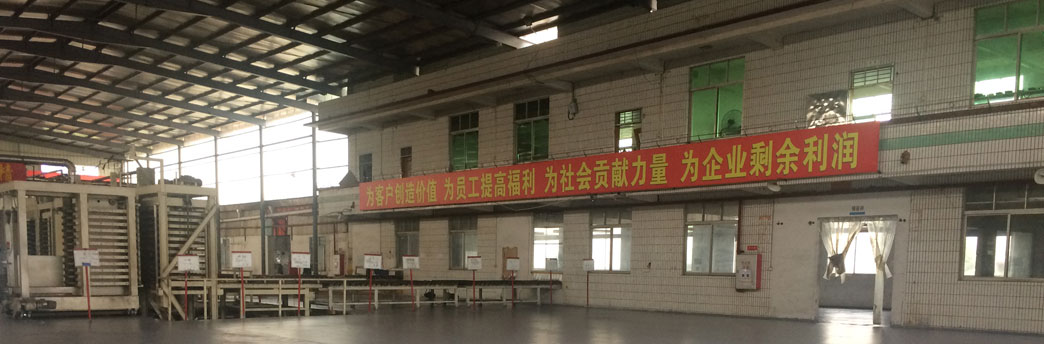 为客户创造价值 为员工提高福利 为社会贡献力量 为企业剩余利润